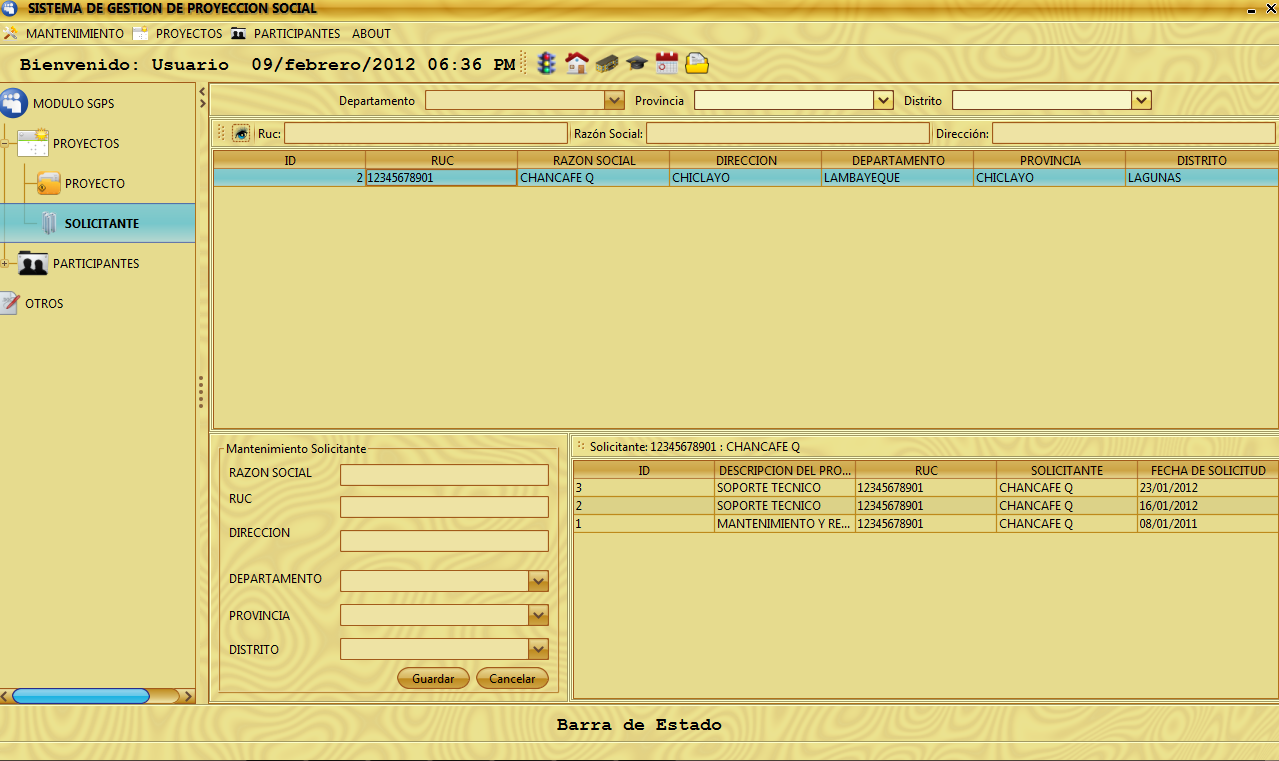 SISTEMA DE GESTION DE PROYECCION SOCIAL
MANTENIMIENTO PROYECTOS PARTICIPANTES ABOUT
Bienvenido: Usuario 09/febrero/2012 06:36 PM
MODULO SGPS
PROYECTOS
PROYECTO
SOLICITANTE
PARTICIPANTES
OTROS
Departamento Provincia Distrito
Ruc: Razón Social: Dirección:
ID RUC RAZON SOCIAL DIRECCION DEPARTAMENTO PROVINCIA DISTRITO
2 12345678901 CHANCAFE Q CHICLAYO LAMBAYEQUE CHICLAYO LAGUNAS
Mantenimiento Solicitante
RAZON SOCIAL
RUC
DIRECCION
DEPARTAMENTO
PROVINCIA
DISTRITO
Guardar Cancelar
Solicitante: 12345678901 : CHANCAFE Q
ID DESCRIPCION DEL PRO... RUC SOLICITANTE FECHA DE SOLICITUD
3 SOPORTE TECNICO 12345678901 CHANCAFE Q 23/01/2012
2 SOPORTE TECNICO 12345678901 CHANCAFE Q 16/01/2012
1 MANTENIMIENTO Y RE... 12345678901 CHANCAFE Q 08/01/2011
Barra de Estado